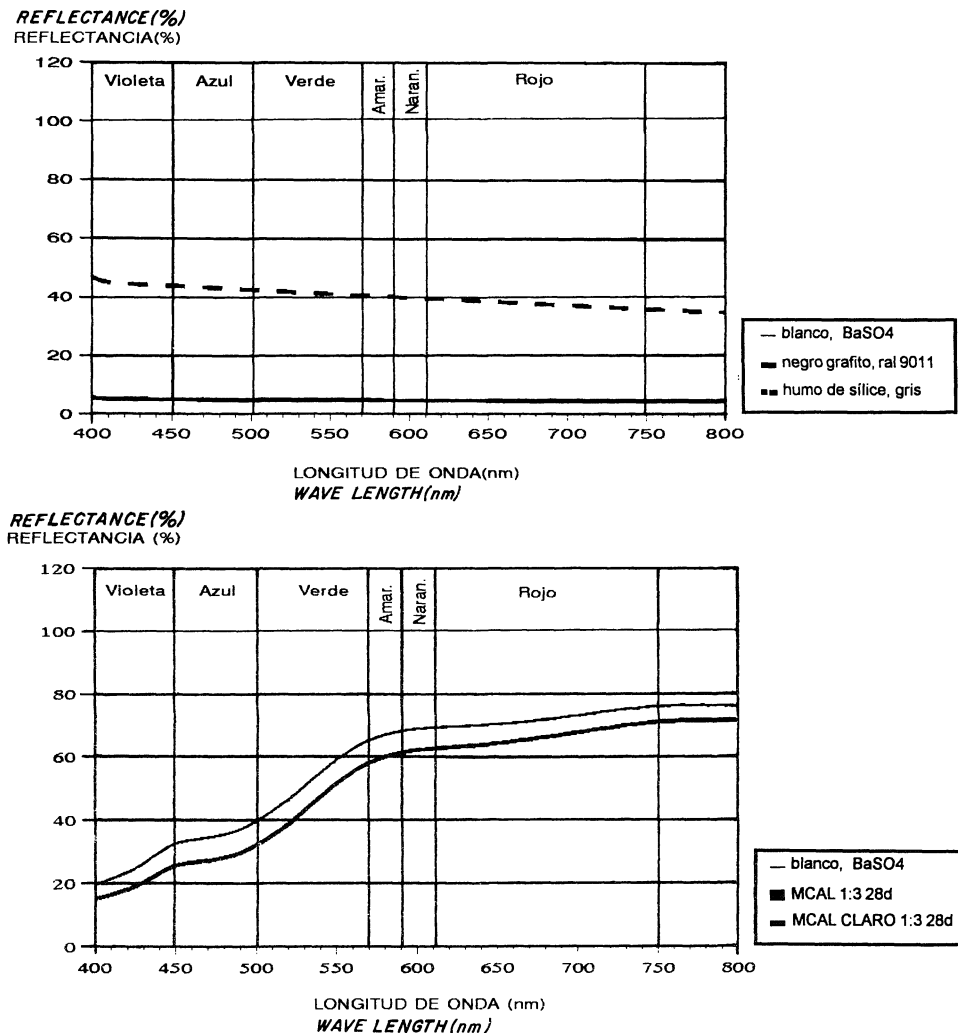 REFLECTANCE(%)
REFLECTANCIA(%)
120
100
80
60
40
20
0
Violeta Azul Verde Amar. Naran. Rojo
400 450 500 550 600 650 700 750 800
LONGITUD DE ONDA(nm)
WAVE LENGTH(nm)
blanco, BaSO4
negro grafito, ral 9011
humo de sílice, gris
REFLECTANCE(%)
REFLECTANCIA (%)
120
100
80
60
40
20
0
Violeta Azul Verde Amar. Naran. Rojo
400 450 500 550 600 650 700 750 800
LONGITUD DE ONDA (nm)
WAVE LENGTH(nm)
blanco, BaSO4
MCAL 1:3 28d
MCAL CLARO 1:3 28d